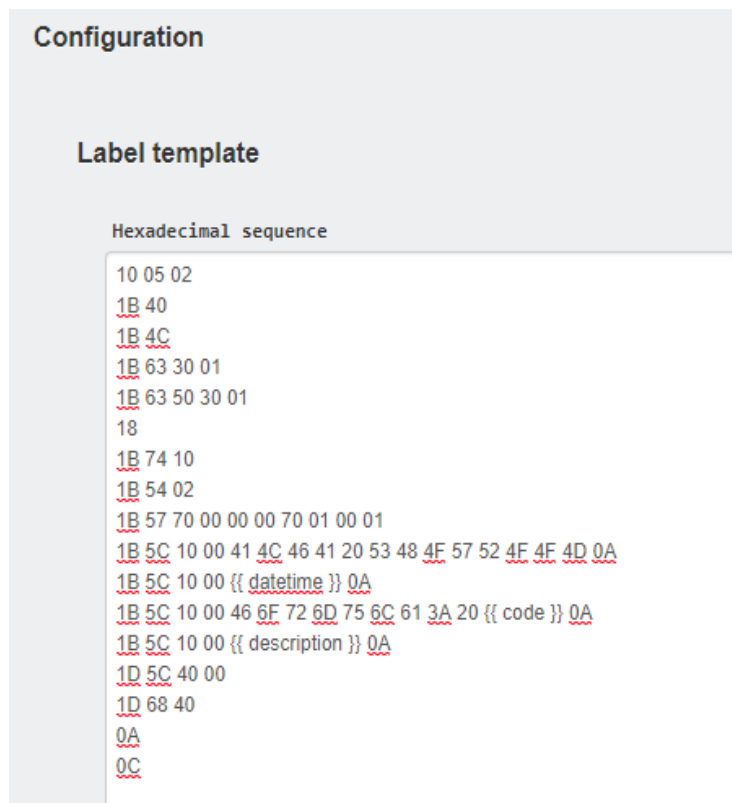 Configuration
Label template
Hexadecimal sequence
10 05 02
1B 40
1B 4C
1B 63 30 01
1B 63 50 30 01
18
1B 74 10
1B 54 02
1B 57 70 00 00 00 70 01 00 01
1B 5C 10 00 41 4C 46 41 20 53 48 4F 57 52 4F 4F 4D 0A
1B 5C 10 00 {{ datetime }} 0A
1B 5C 10 00 46 6F 72 6D 75 6C 61 3A 20 {{ code }} 0A
1B 5C 10 00 {{ description }} 0A
1D 5C 40 00
1D 68 40
0A
0C